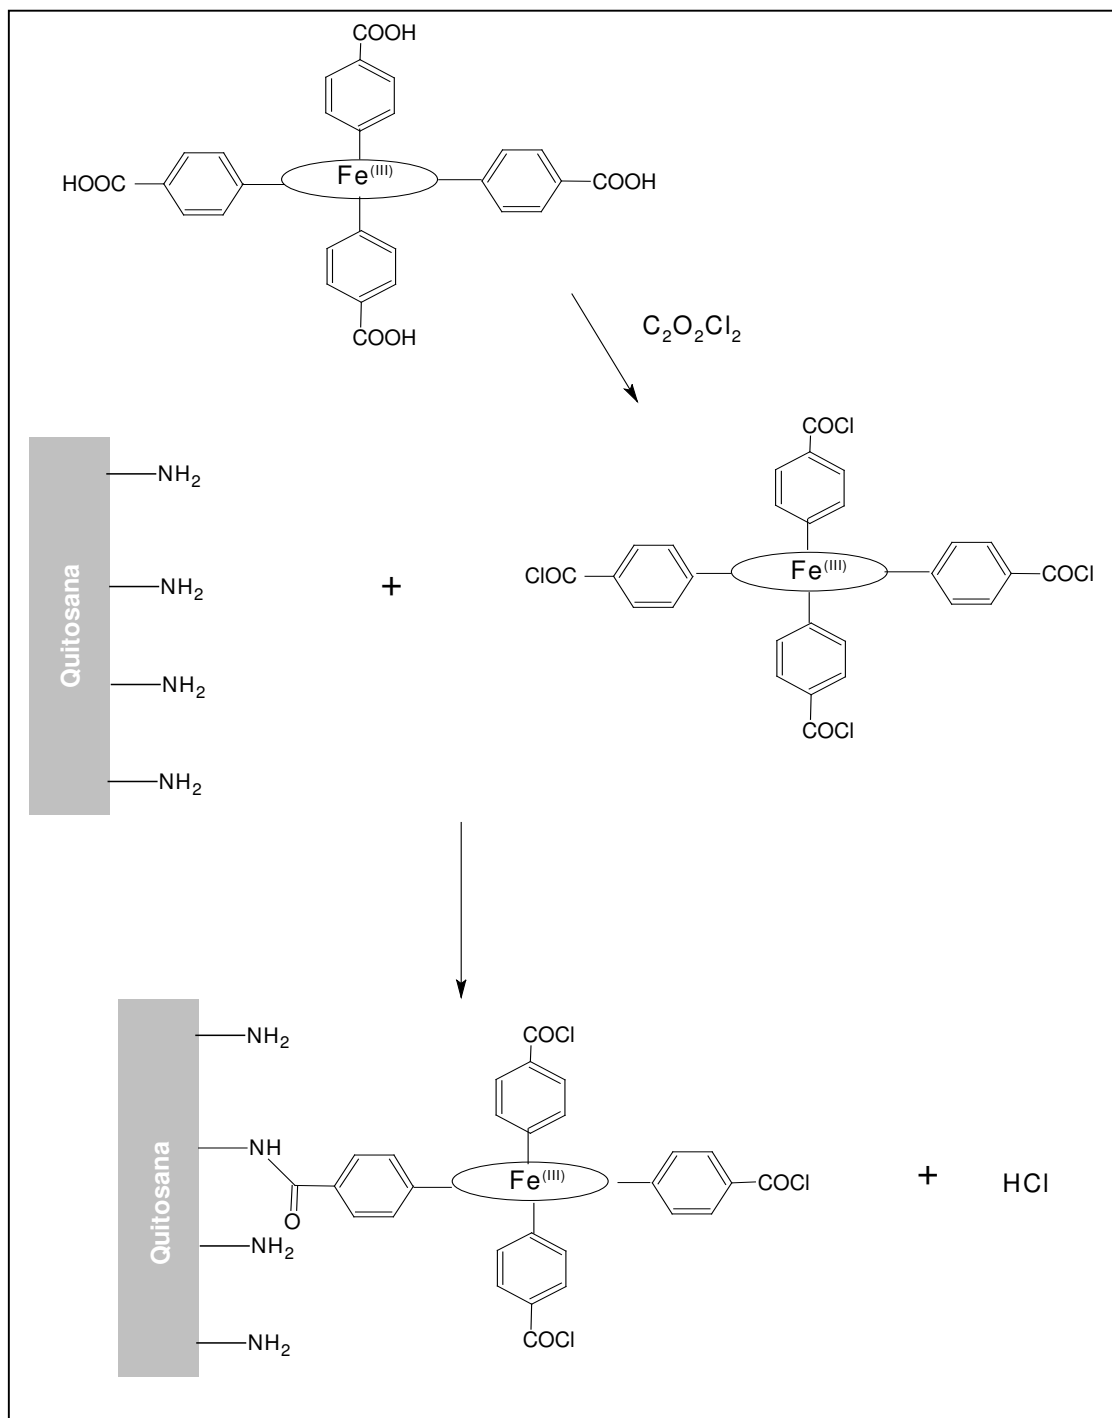 COOH
HOOC
Fe(III)
COOH
COOH
C2O2Cl2
COCl
NH2
Quitosana
NH2
+
ClOC
Fe(III)
COCl
NH2
COCl
NH2
COCl
NH2
Quitosana
NH
Fe(III)
COCl
+
HCl
O
NH2
NH2
COCl